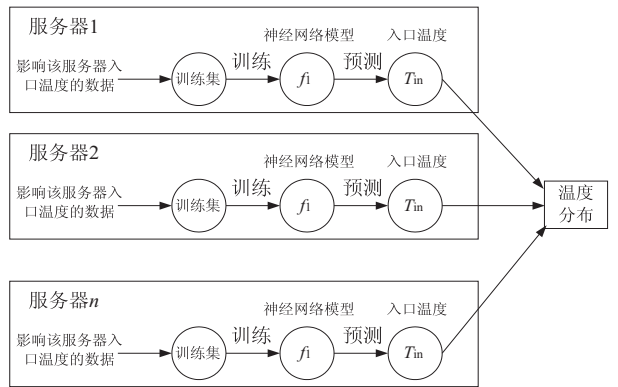 服务器1
神经网络模型 入口温度
影响该服务器入
口温度的数据
训练集 训练 f1 预测 Tin
服务器2
神经网络模型 入口温度
影响该服务器入
口温度的数据
训练集 训练 f1 预测 Tin
温度
分布
服务器n
神经网络模型 入口温度
影响该服务器入
口温度的数据
训练集 训练 f1 预测 Tin